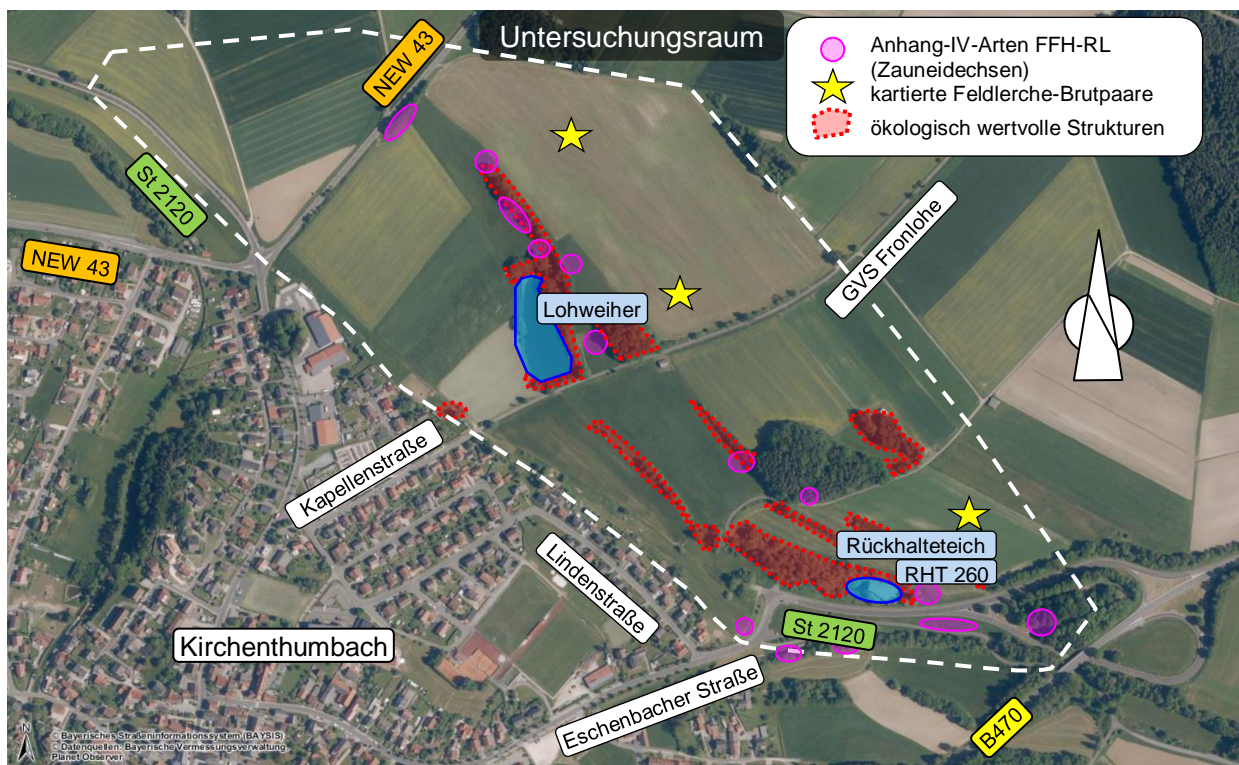 Untersuchungsraum
Anhang-IV-Arten FFH-RL
(Zauneidechsen)
kartierte Feldlerche-Brutpaare
ökologisch wertvolle Strukturen
NEW 43
St 2120
NEW 43
GVS Fronlohe
Lohweiher
Kapellenstraße
Lindenstraße
Rückhalteteich
RHT 260
St 2120
Kirchenthumbach
Eschenbacher Straße
B470
N
© Bayerisches Straßeninformationssystem (BAYSIS)
© Datenquellen: Bayerische Vermessungsverwaltung
Planet Observer